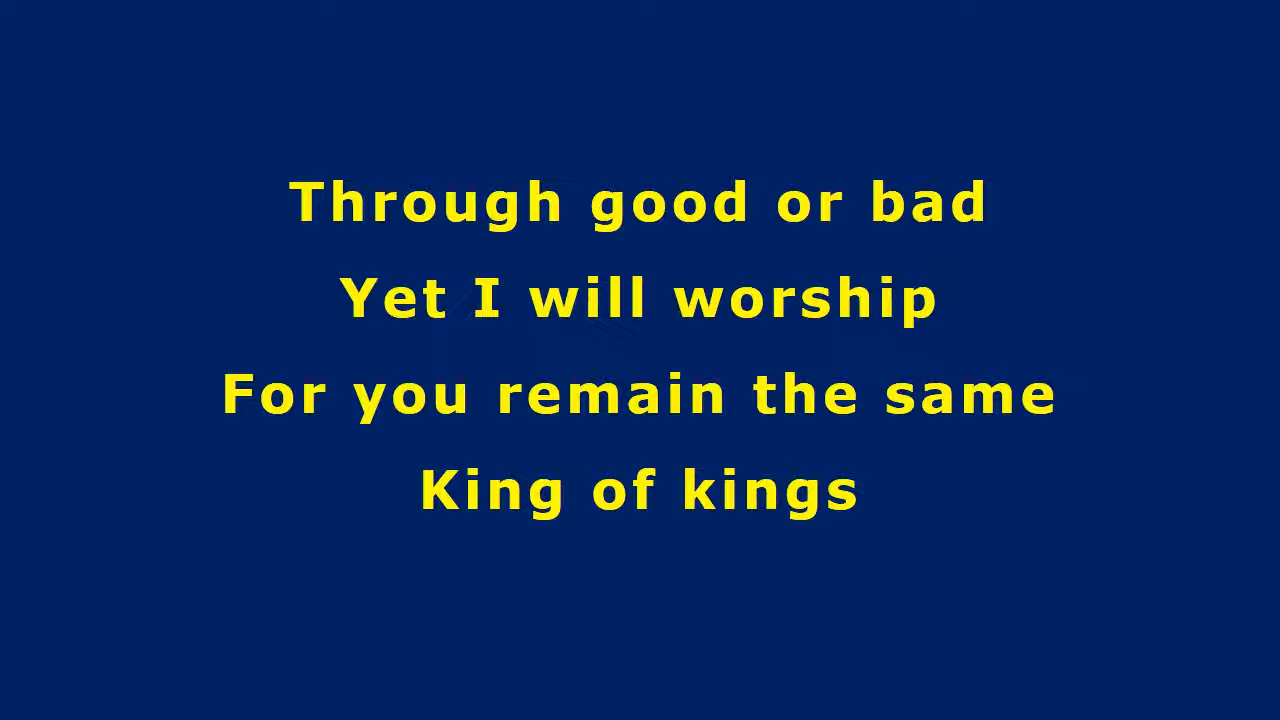 Through good or bad
Yet I will worship
For you remain the same
King of kings